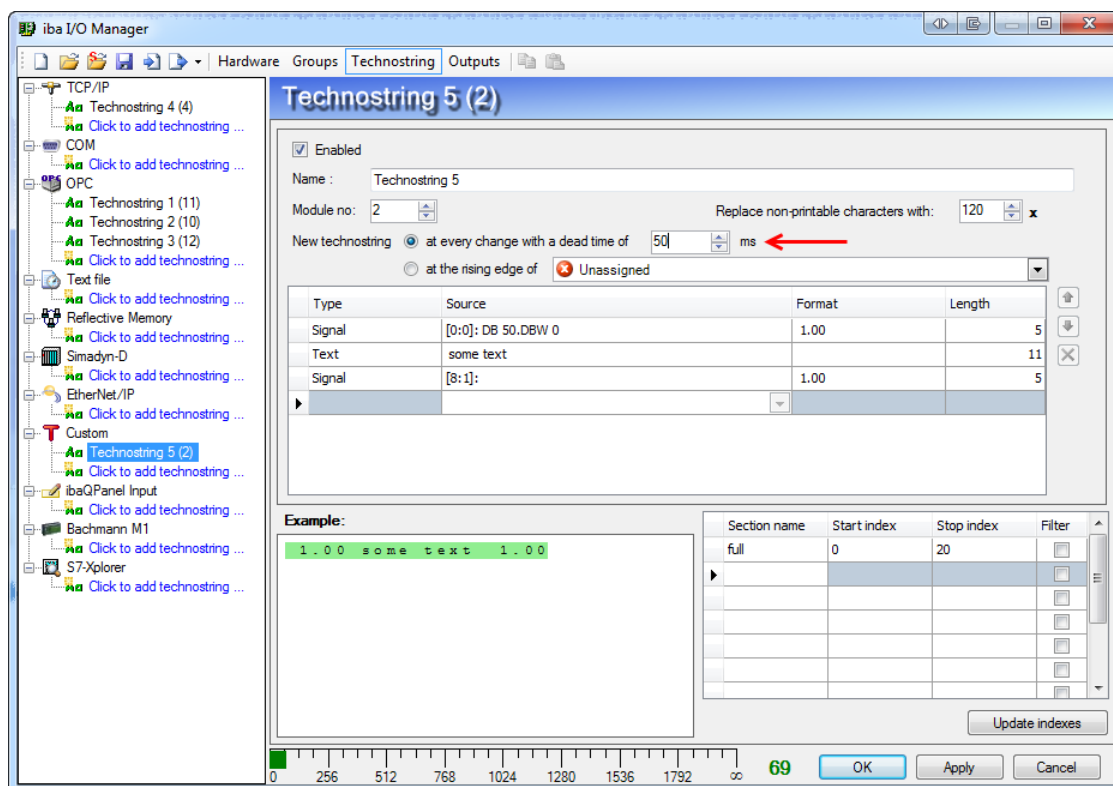 iba I/O Manager
Hardware Groups Technostring Outputs
TCP/IP
Aa Technostring 4 (4)
Click to add technostring ...
COM
Click to add technostring ...
OPC
Aa Technostring 1 (11)
Aa Technostring 2 (10)
Aa Technostring 3 (12)
Click to add technostring ...
Text file
Click to add technostring ...
Reflective Memory
Click to add technostring ...
Simadyn-D
Click to add technostring ...
EtherNet/IP
Click to add technostring ...
Custom
Aa Technostring 5 (2)
Click to add technostring ...
ibaQPanel Input
Click to add technostring ...
Bachmann M1
Click to add technostring ...
S7-Xplorer
Click to add technostring ...
Technostring 5 (2)
Enabled
Name : Technostring 5
Module no: 2 Replace non-printable characters with: 120 x
New technostring at every change with a dead time of 50 ms
at the rising edge of Unassigned
Type Source Format Length
Signal [0:0]: DB 50.DBW 0 1.00 5
Text some text 11
Signal [8:1]: 1.00 5
Example:
1.00 some text 1.00
Section name Start index Stop index Filter
full 0 20
Update indexes
0 256 512 768 1024 1280 1536 1792 ∞ 69
OK Apply Cancel